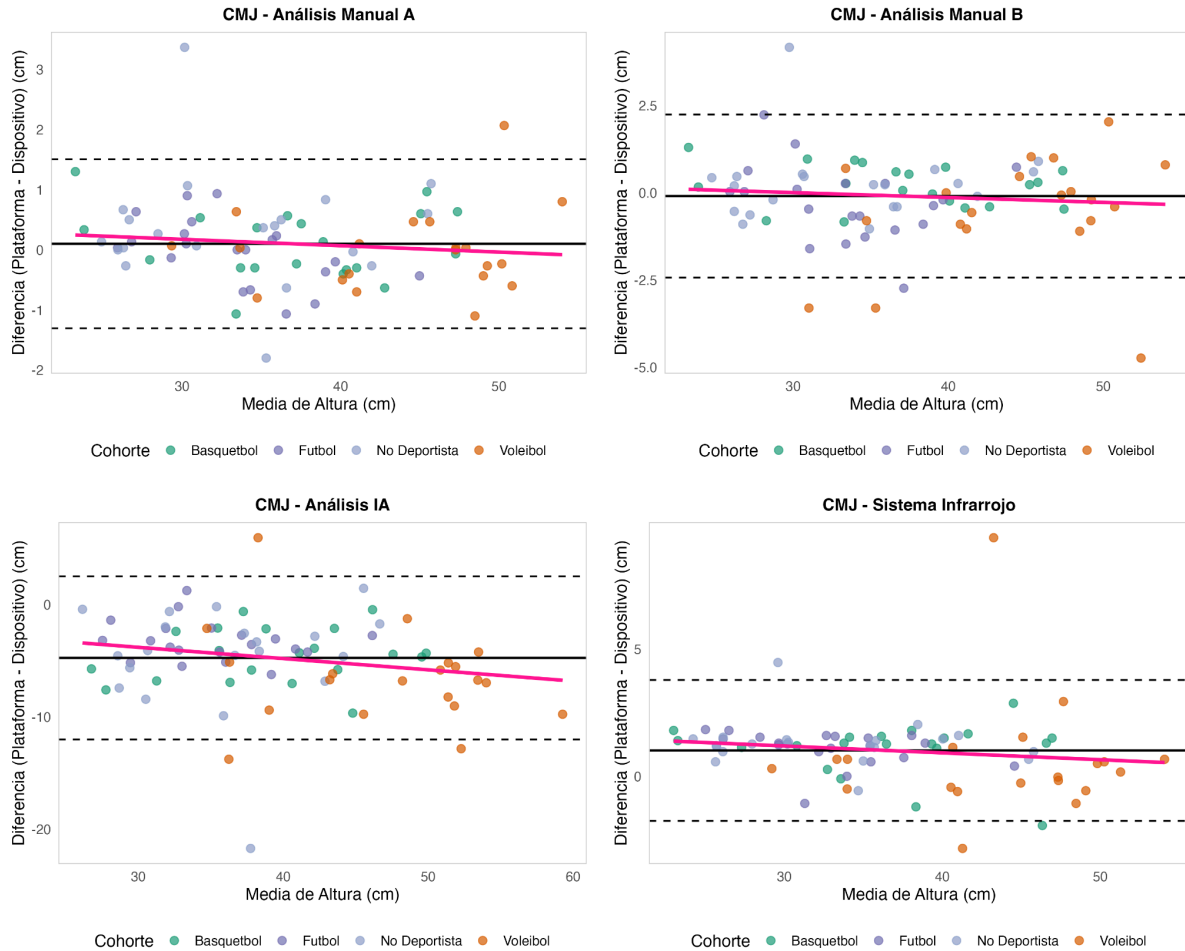 CMJ - Análisis Manual A
Diferencia (Plataforma - Dispositivo) (cm)
3
2
1
0
-1
-2
30 40 50
Media de Altura (cm)
Cohorte Basquetbol Futbol No Deportista Voleibol
CMJ - Análisis Manual B
Diferencia (Plataforma - Dispositivo) (cm)
2.5
0.0
-2.5
-5.0
30 40 50
Media de Altura (cm)
Cohorte Basquetbol Futbol No Deportista Voleibol
CMJ - Análisis IA
Diferencia (Plataforma - Dispositivo) (cm)
0
-10
-20
30 40 50 60
Media de Altura (cm)
Cohorte Basquetbol Futbol No Deportista Voleibol
CMJ - Sistema Infrarrojo
Diferencia (Plataforma - Dispositivo) (cm)
5
0
30 40 50
Media de Altura (cm)
Cohorte Basquetbol Futbol No Deportista Voleibol